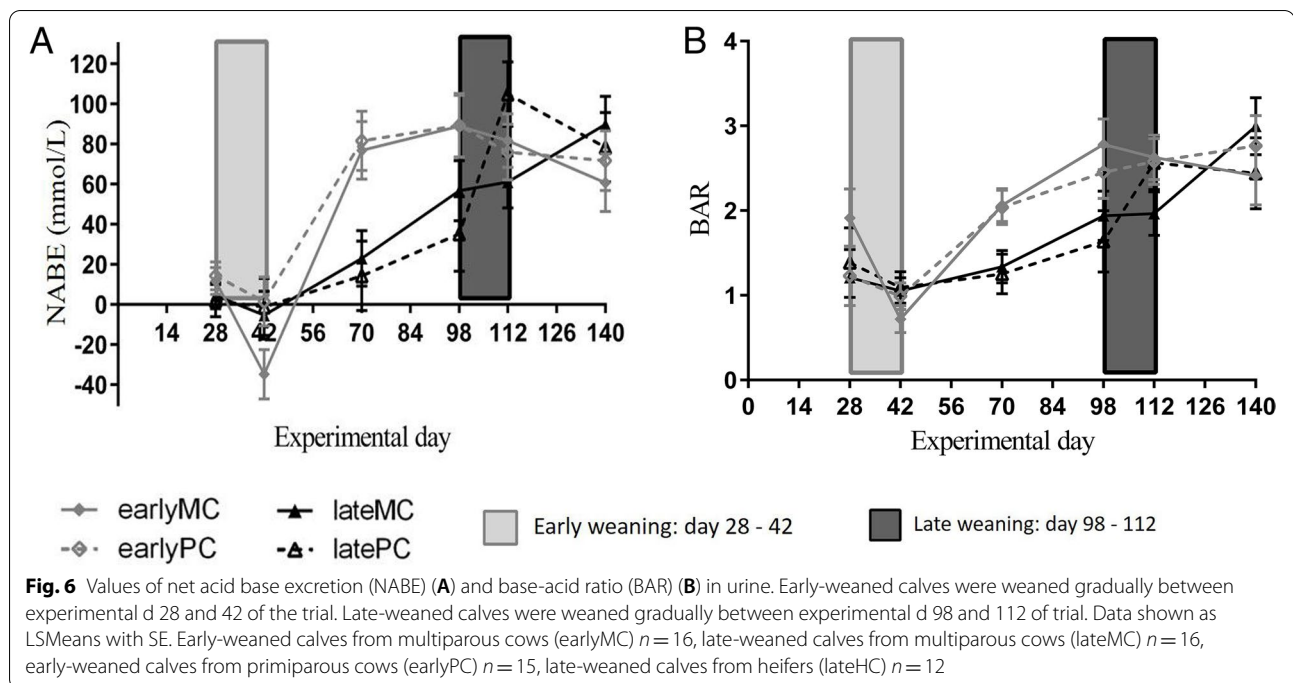 A
B
NABE (mmol/L)
120
100
80
60
40
20
0
-20
-40
14 28 42 56 70 84 98 112 126 140
Experimental day
BAR
4
3
2
1
0
0 14 28 42 56 70 84 98 112 126 140
Experimental day
earlyMC lateMC
earlyPC latePC
Early weaning: day 28 - 42
Late weaning: day 98 - 112
Fig. 6 Values of net acid base excretion (NABE) (A) and base-acid ratio (BAR) (B) in urine. Early-weaned calves were weaned gradually between
experimental d 28 and 42 of the trial. Late-weaned calves were weaned gradually between experimental d 98 and 112 of trial. Data shown as
LSMeans with SE. Early-weaned calves from multiparous cows (earlyMC) n = 16, late-weaned calves from multiparous cows (lateMC) n = 16,
early-weaned calves from primiparous cows (earlyPC) n = 15, late-weaned calves from heifers (lateHC) n = 12